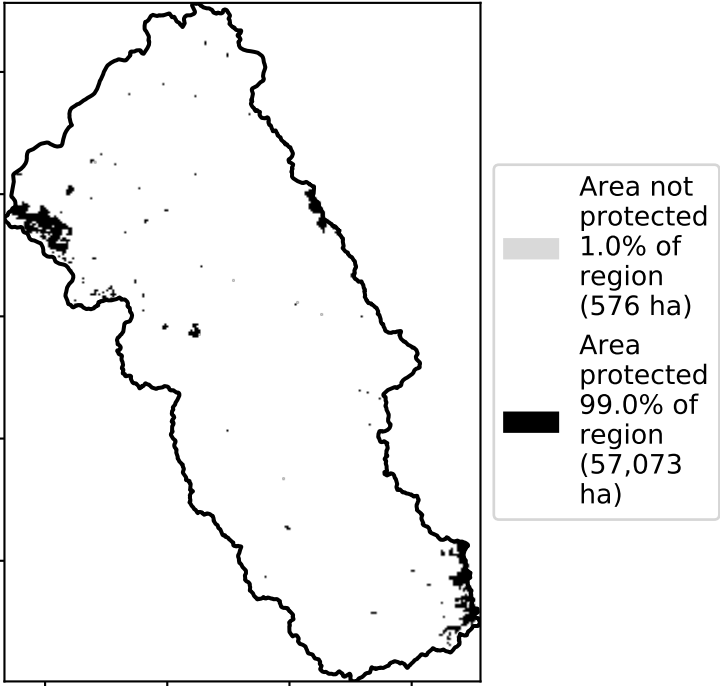 Area not
protected
1.0% of
region
(576 ha)
Area
protected
99.0% of
region
(57,073
ha)